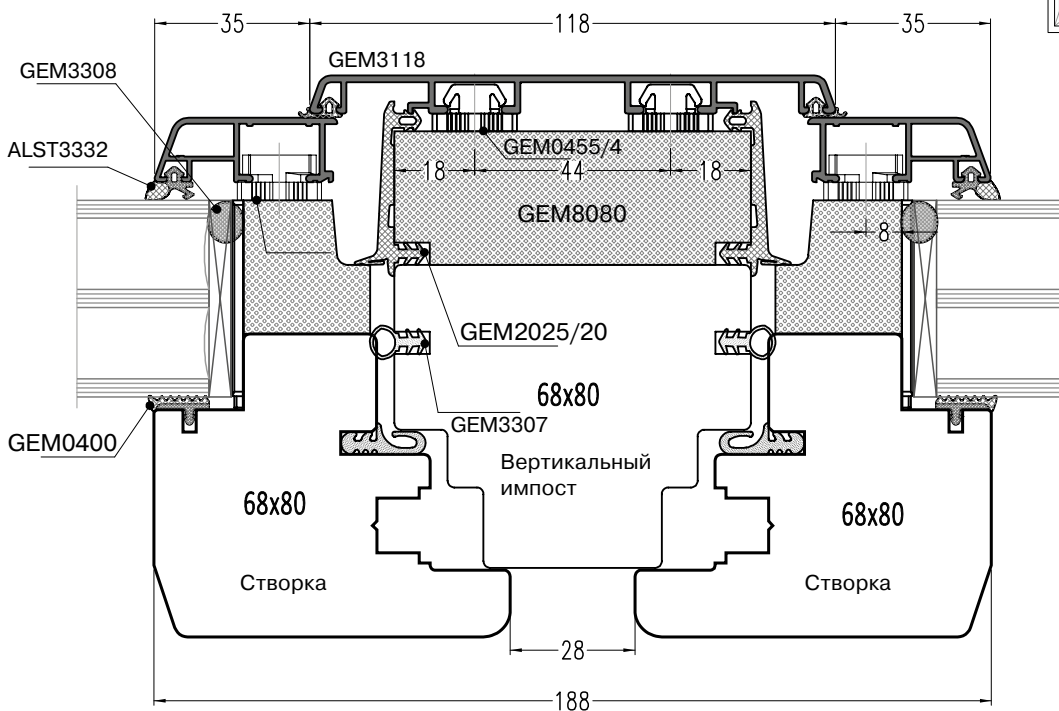 35
118
35
GEM3118
GEM3308
ALST3332
GEM0455/4
18
44
18
GEM8080
8
GEM2025/20
68x80
GEM3307
GEM0400
Вертикальный
импост
68x80
68x80
Створка
Створка
28
188